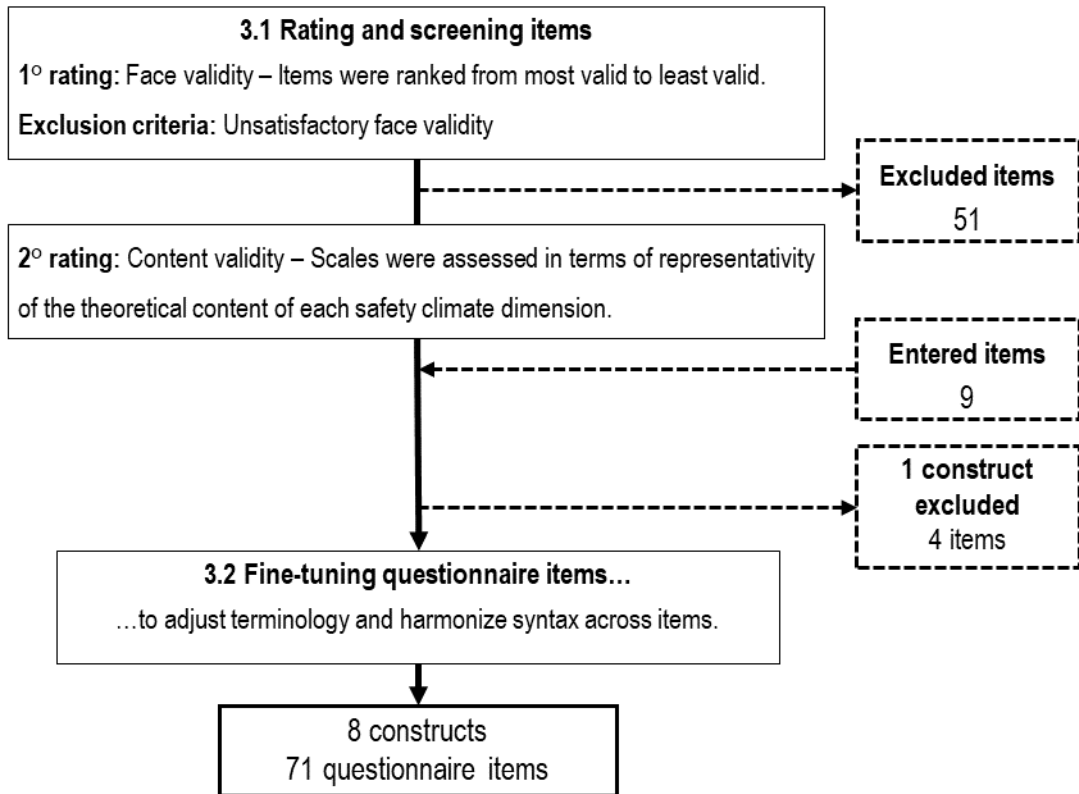 3.1 Rating and screening items
1º rating: Face validity – Items were ranked from most valid to least valid.
Exclusion criteria: Unsatisfactory face validity
Excluded items
51
2º rating: Content validity – Scales were assessed in terms of representativity
of the theoretical content of each safety climate dimension.
Entered items
9
1 construct
excluded
4 items
3.2 Fine-tuning questionnaire items…
…to adjust terminology and harmonize syntax across items.
8 constructs
71 questionnaire items